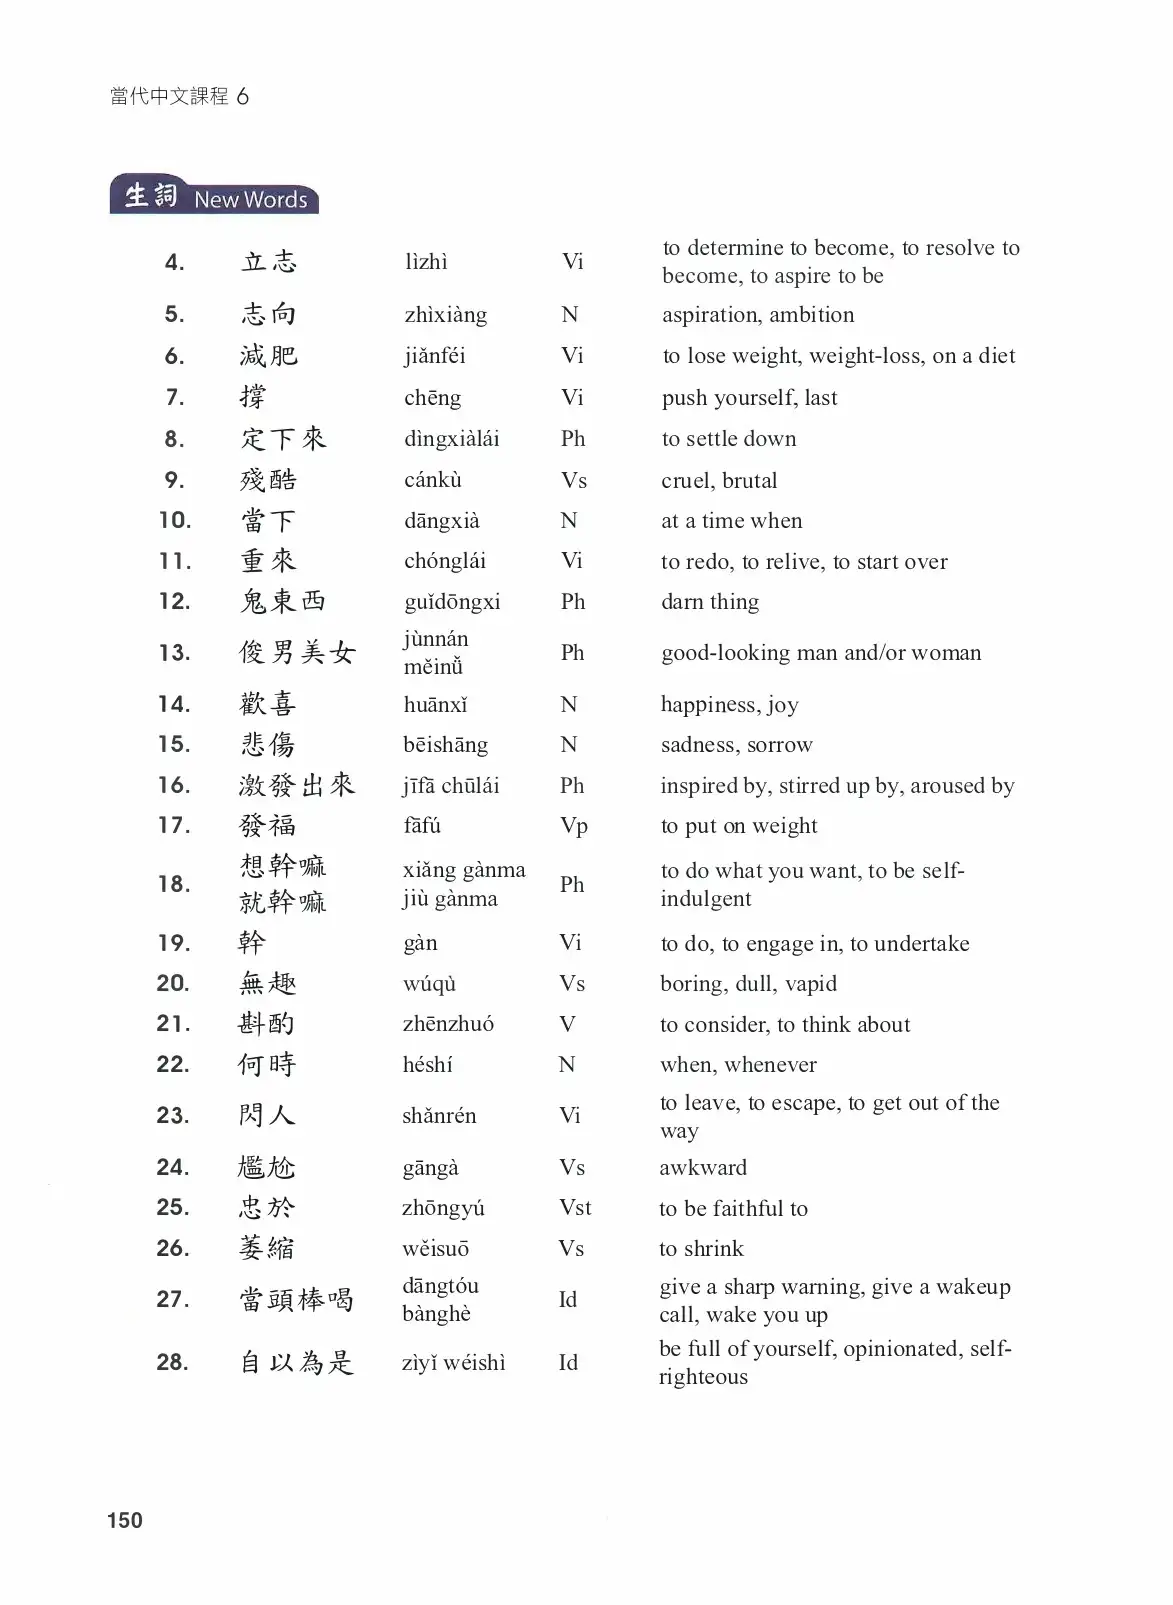 當代中文課程 6
生詞 New Words
4. 立志 lìzhì Vi to determine to become, to resolve to
become, to aspire to be
5. 志向 zhìxiàng N aspiration, ambition
6. 減肥 jiǎnféi Vi to lose weight, weight-loss, on a diet
7. 撐 chēng Vi push yourself, last
8. 定下來 dìngxiàlái Ph to settle down
9. 殘酷 cánkù Vs cruel, brutal
10. 當下 dāngxià N at a time when
11. 重來 chónglái Vi to redo, to relive, to start over
12. 鬼東西 guǐdōngxi Ph darn thing
13. 俊男美女 jùnnán
měinǚ Ph good-looking man and/or woman
14. 歡喜 huānxǐ N happiness, joy
15. 悲傷 bēishāng N sadness, sorrow
16. 激發出來 jīfā chūlái Ph inspired by, stirred up by, aroused by
17. 發福 fāfú Vp to put on weight
18. 想幹嘛 xiǎng gànma Ph to do what you want, to be self-
就幹嘛 jiù gànma indulgent
19. 幹 gàn Vi to do, to engage in, to undertake
20. 無趣 wúqù Vs boring, dull, vapid
21. 斟酌 zhēnzhuó V to consider, to think about
22. 何時 héshí N when, whenever
23. 閃人 shǎnrén Vi to leave, to escape, to get out of the
way
24. 尷尬 gāngà Vs awkward
25. 忠於 zhōngyú Vst to be faithful to
26. 萎縮 wěisuō Vs to shrink
27. 當頭棒喝 dāngtóu Id give a sharp warning, give a wakeup
bànghè call, wake you up
28. 自以為是 zìyǐ wéishì Id be full of yourself, opinionated, self-
righteous
150